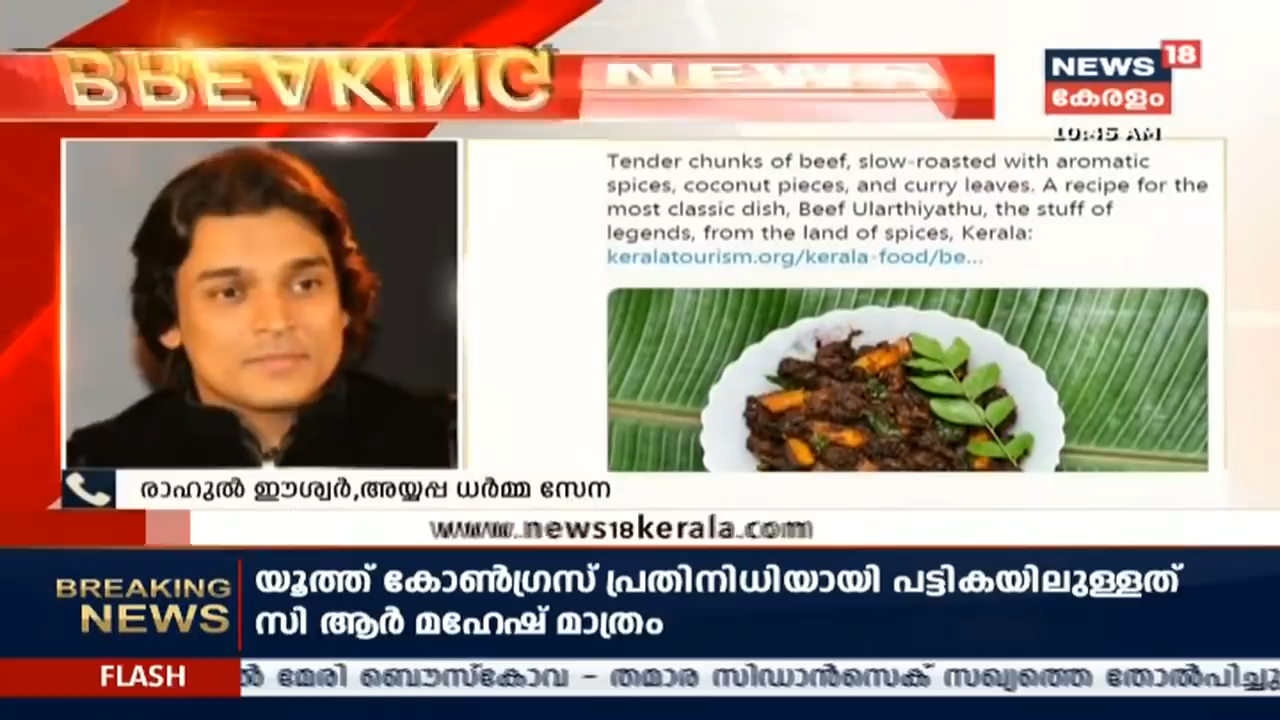 BREAKING NEWS
NEWS 18
കേരളം
10:45 AM
Tender chunks of beef, slow-roasted with aromatic
spices, coconut pieces, and curry leaves. A recipe for the
most classic dish, Beef Ularthiyathu, the stuff of
legends, from the land of spices, Kerala:
keralatourism.org/kerala-food/be...
രാഹുൽ ഈശ്വർ,അയ്യപ്പ ധർമ്മ സേന
www.news18kerala.com
BREAKING
NEWS
യൂത്ത് കോൺഗ്രസ് പ്രതിനിധിയായി പട്ടികയിലുള്ളത്
സി ആർ മഹേഷ് മാത്രം
FLASH
ൽ മേരി ബൌസ്കോവ - തമാര സിഡാൻസെക് സഖ്യത്തെ തോൽപിച്ചു